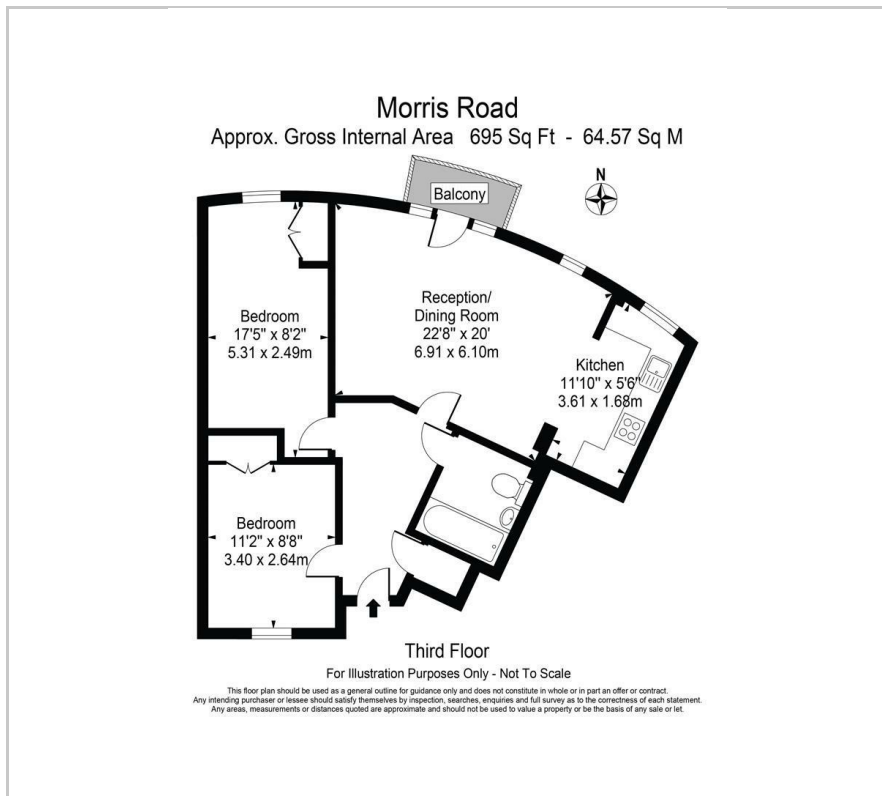 Morris Road
Approx. Gross Internal Area 695 Sq Ft - 64.57 Sq M
N
Balcony
Bedroom
17'5" x 8'2"
5.31 x 2.49m
Reception/
Dining Room
22'8" x 20'
6.91 x 6.10m
Kitchen
11'10" x 5'6"
3.61 x 1.68m
Bedroom
11'2" x 8'8"
3.40 x 2.64m
Third Floor
For Illustration Purposes Only - Not To Scale
This floor plan should be used as a general outline for guidance only and does not constitute in whole or in part an offer or contract.
Any intending purchaser or lessee should satisfy themselves by inspection, searches, enquiries and full survey as to the correctness of each statement.
Any areas, measurements or distances quoted are approximate and should not be used to value a property or be the basis of any sale or let.